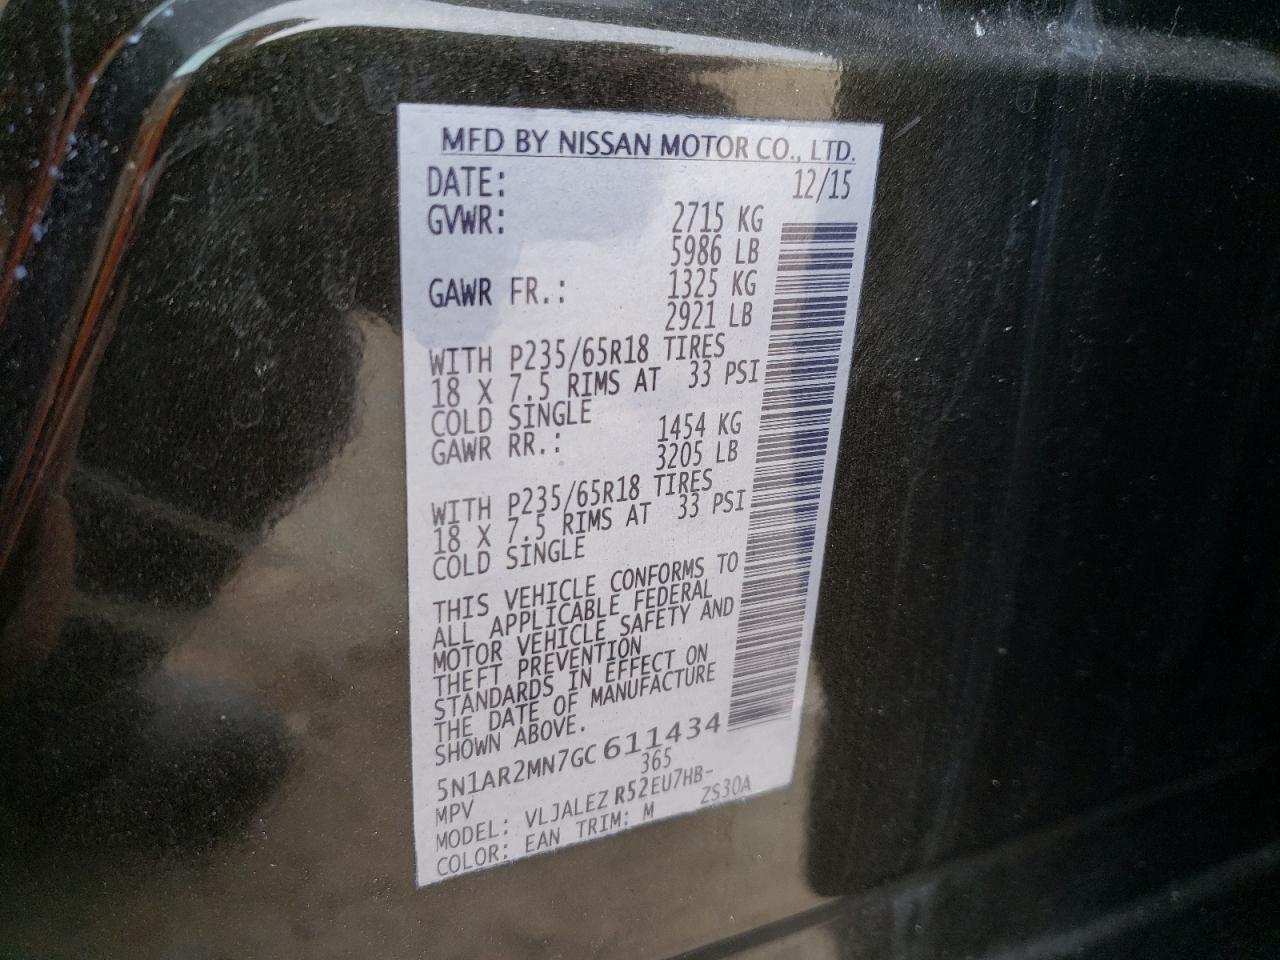 MFD BY NISSAN MOTOR CO., LTD.
DATE: 12/15
GVWR: 2715 KG
5986 LB
GAWR FR.: 1325 KG
2921 LB
WITH P235/65R18 TIRES
18 X 7.5 RIMS AT 33 PSI
COLD SINGLE
GAWR RR.: 1454 KG
3205 LB
WITH P235/65R18 TIRES
18 X 7.5 RIMS AT 33 PSI
COLD SINGLE
THIS VEHICLE CONFORMS TO
ALL APPLICABLE FEDERAL
MOTOR VEHICLE SAFETY AND
THEFT PREVENTION
STANDARDS IN EFFECT ON
THE DATE OF MANUFACTURE
SHOWN ABOVE.
5N1AR2MN7GC611434
MPV 365
MODEL: VLJALEZ R52EU7HB-
COLOR: EAN TRIM: M ZS30A